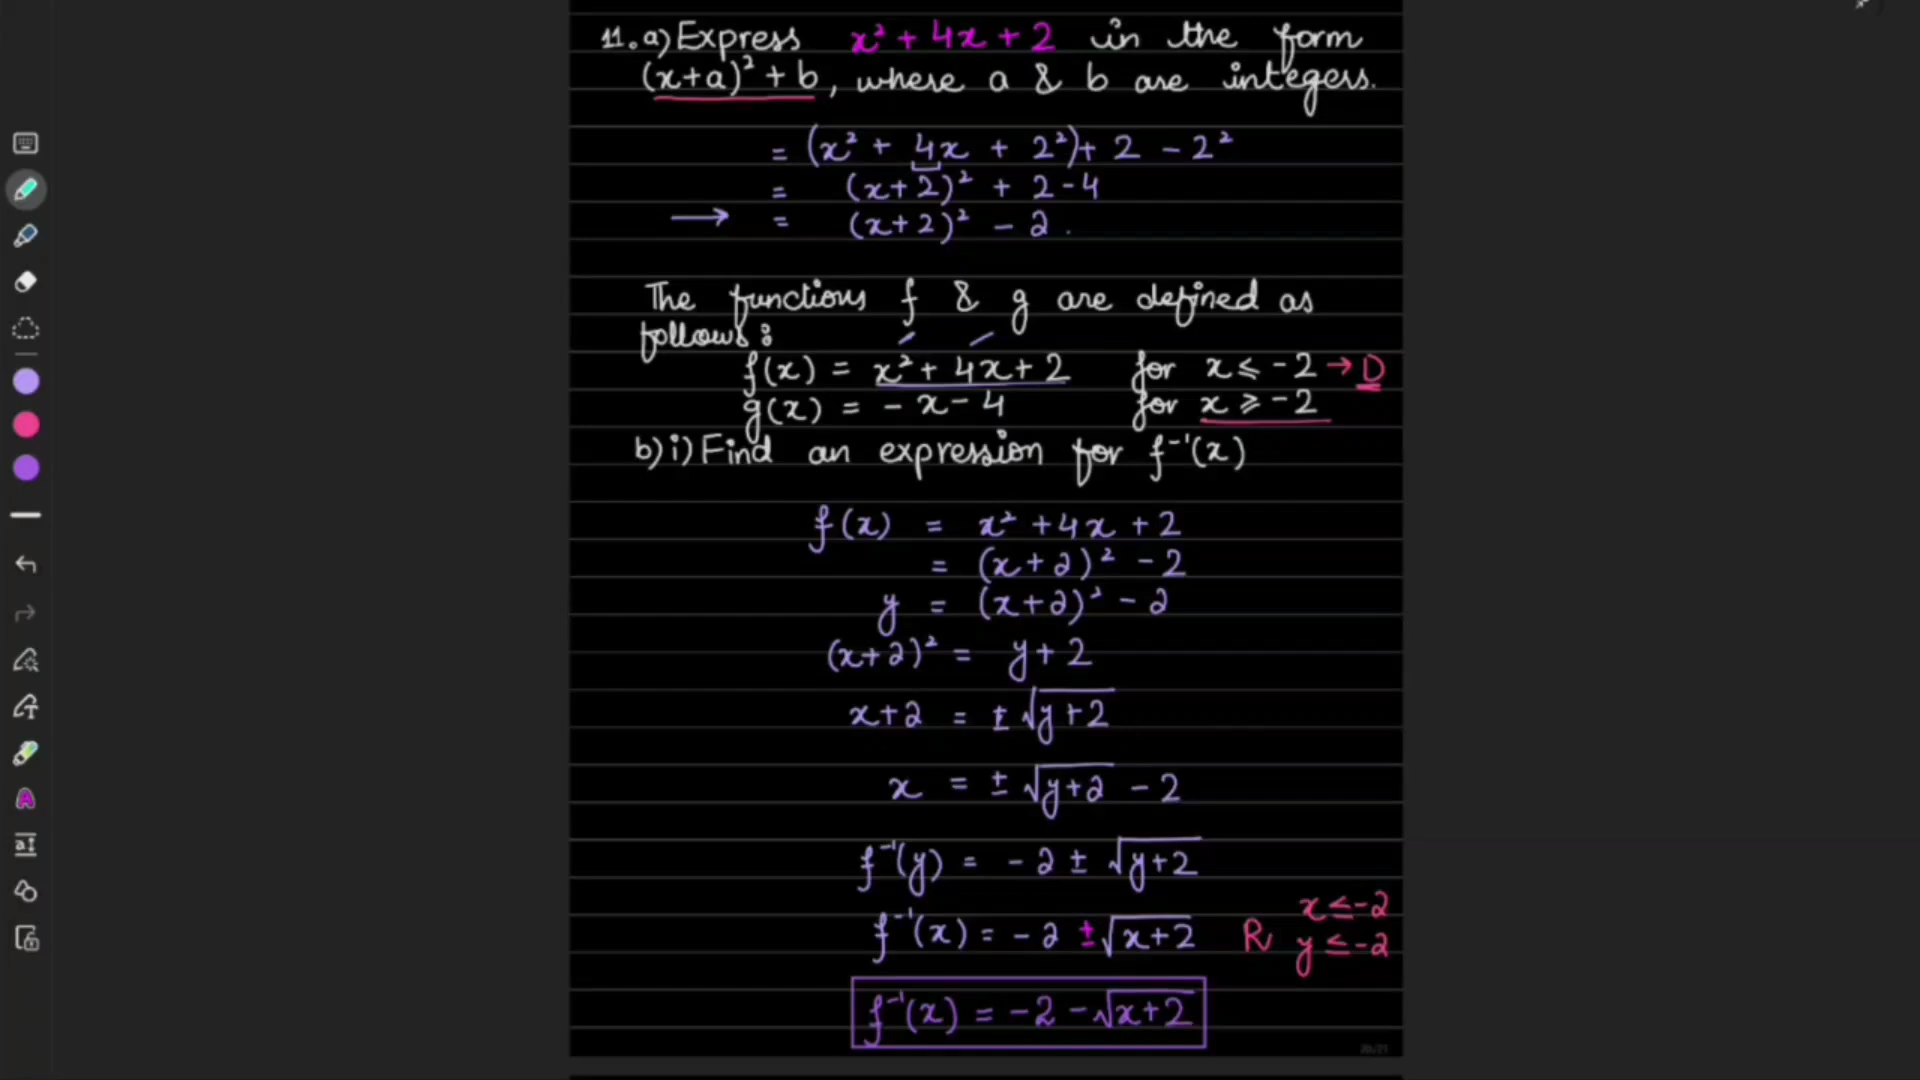 11. a) Express x² + 4x + 2 in the form
(x+a)² + b, where a & b are integers.
= (x² + 4x + 2²) + 2 - 2²
= (x+2)² + 2-4
→ = (x+2)² - 2.
The functions f & g are defined as
follows:
f(x) = x² + 4x + 2 for x ⩽ -2 → D
g(x) = - x - 4 for x ⩾ -2
b) i) Find an expression for f⁻¹(x)
f(x) = x² + 4x + 2
= (x+2)² - 2
y = (x+2)² - 2
(x+2)² = y + 2
x+2 = ± √(y+2)
x = ± √(y+2) - 2
f⁻¹(y) = - 2 ± √(y+2)
f⁻¹(x) = - 2 ± √(x+2) R x ≤ -2
y ≤ -2
f⁻¹(x) = -2 - √(x+2)
20/21